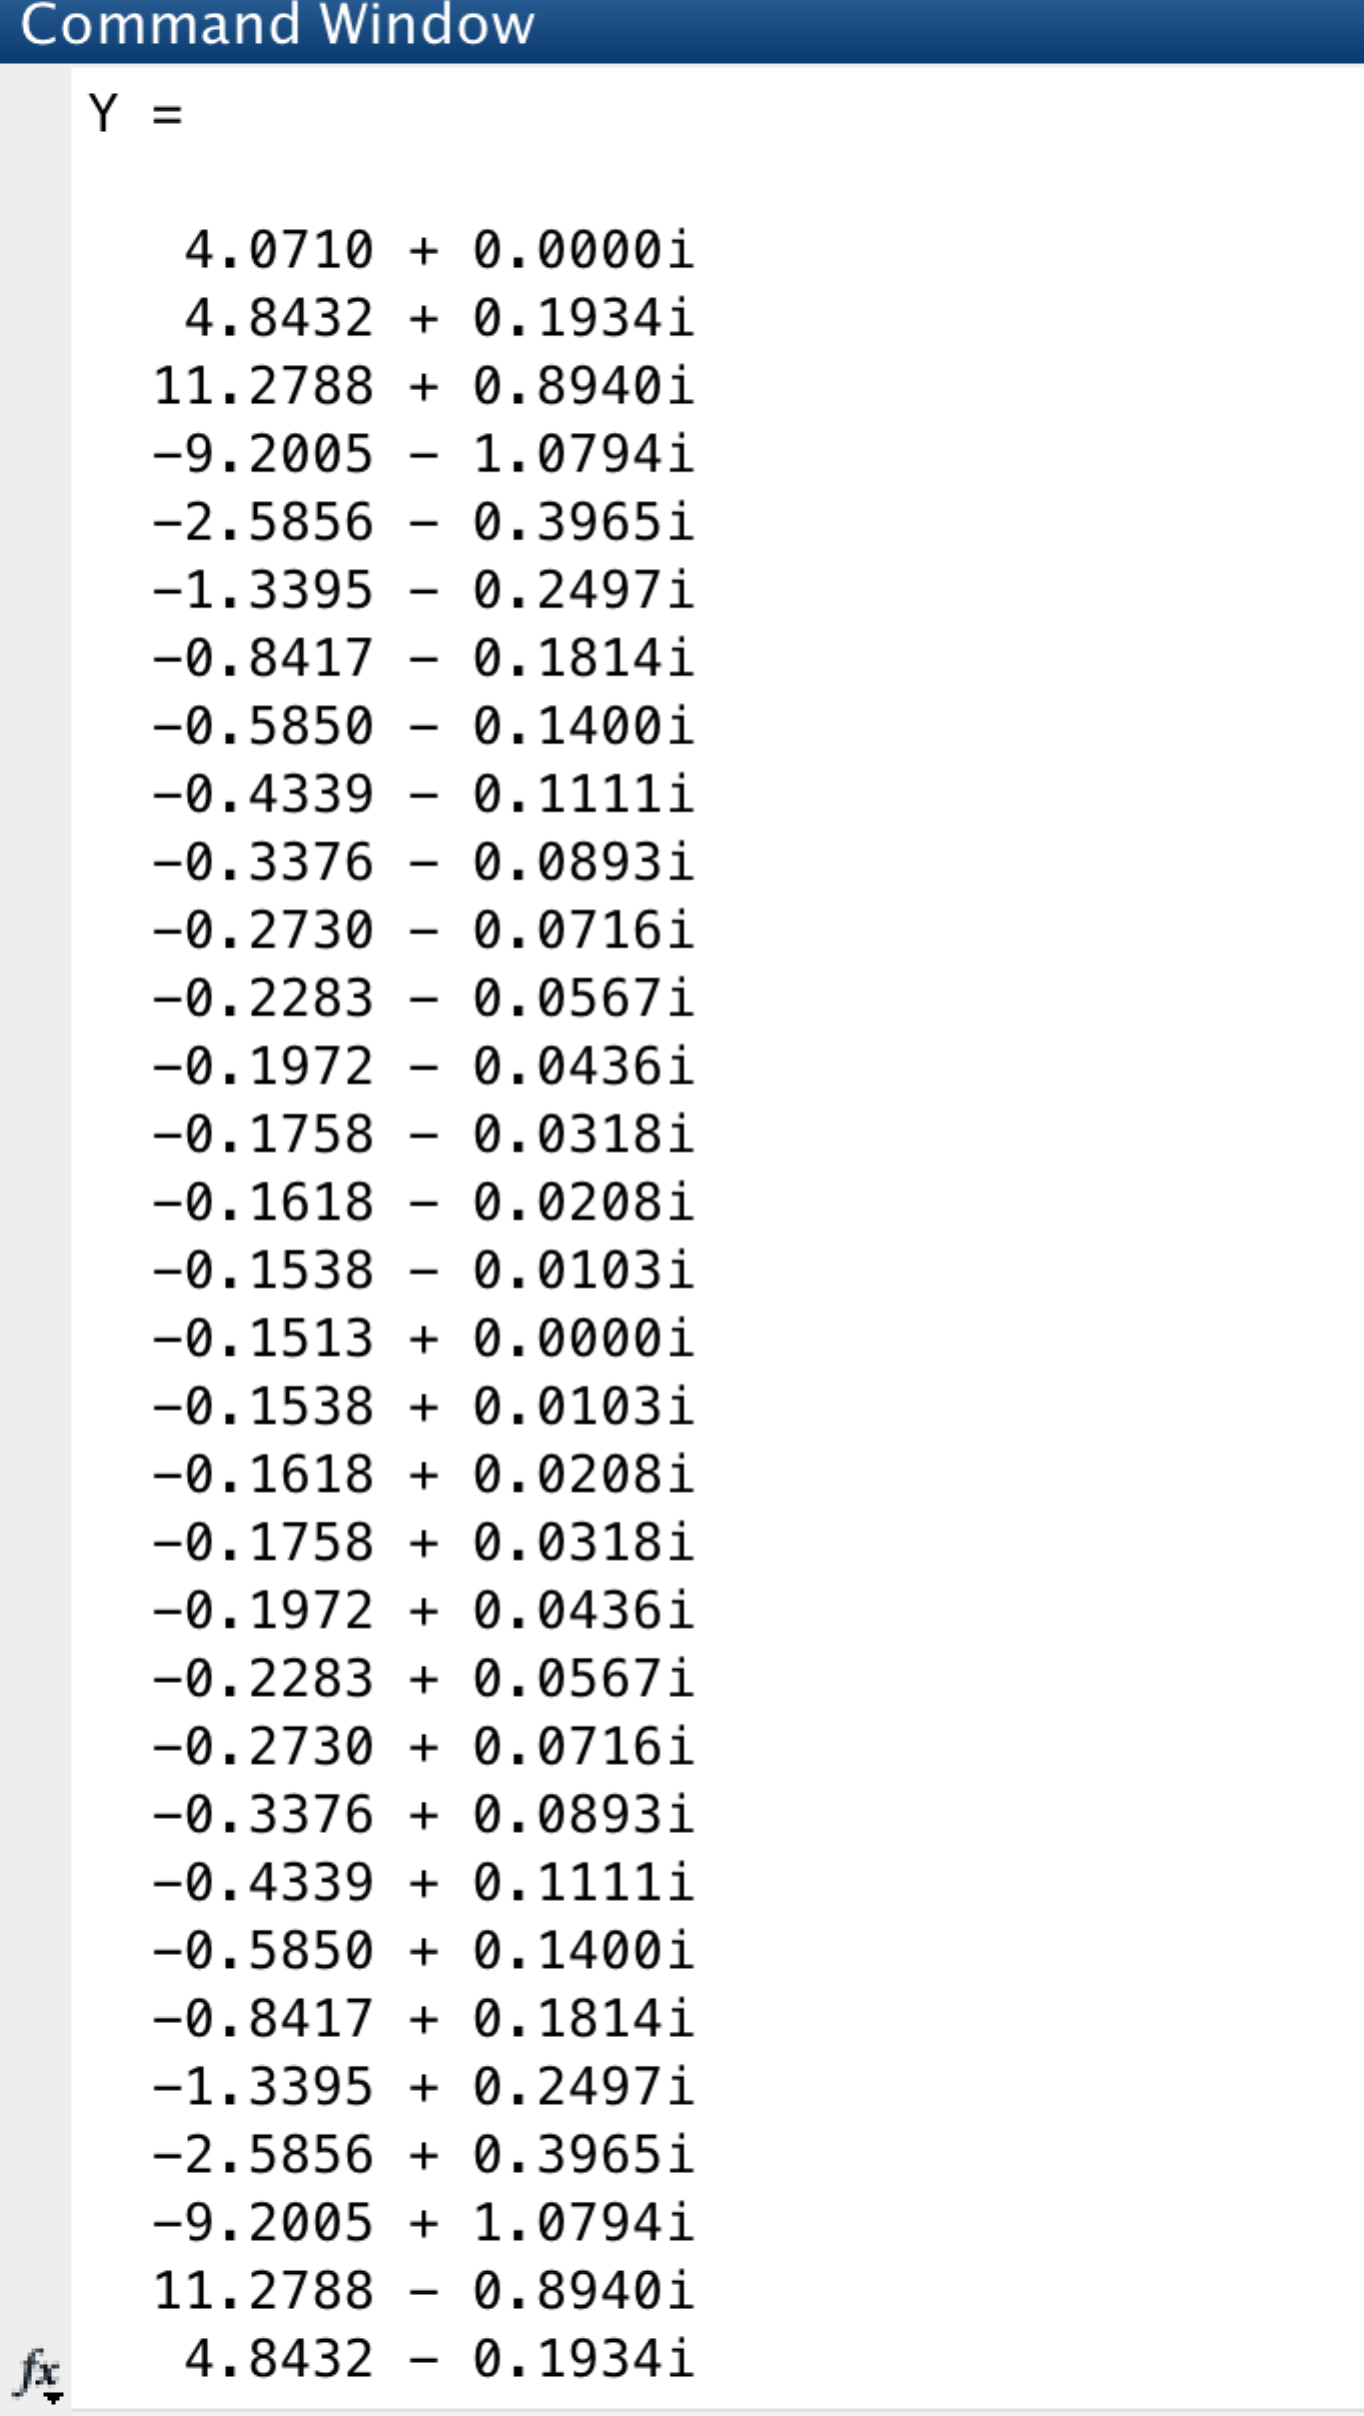 Command Window
Y =
4.0710 + 0.0000i
4.8432 + 0.1934i
11.2788 + 0.8940i
−9.2005 − 1.0794i
−2.5856 − 0.3965i
−1.3395 − 0.2497i
−0.8417 − 0.1814i
−0.5850 − 0.1400i
−0.4339 − 0.1111i
−0.3376 − 0.0893i
−0.2730 − 0.0716i
−0.2283 − 0.0567i
−0.1972 − 0.0436i
−0.1758 − 0.0318i
−0.1618 − 0.0208i
−0.1538 − 0.0103i
−0.1513 + 0.0000i
−0.1538 + 0.0103i
−0.1618 + 0.0208i
−0.1758 + 0.0318i
−0.1972 + 0.0436i
−0.2283 + 0.0567i
−0.2730 + 0.0716i
−0.3376 + 0.0893i
−0.4339 + 0.1111i
−0.5850 + 0.1400i
−0.8417 + 0.1814i
−1.3395 + 0.2497i
−2.5856 + 0.3965i
−9.2005 + 1.0794i
11.2788 − 0.8940i
fx 4.8432 − 0.1934i